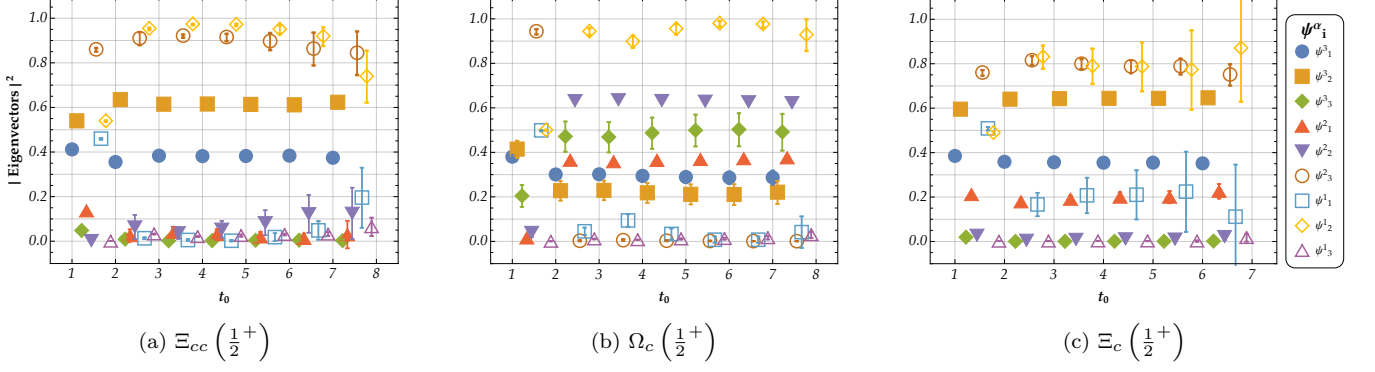 | Eigenvectors |²
1.0
0.8
0.6
0.4
0.2
0.0
1 2 3 4 5 6 7 8
t₀
(a) Ξcc (1/2⁺)
1.0
0.8
0.6
0.4
0.2
0.0
1 2 3 4 5 6 7 8
t₀
(b) Ωc (1/2⁺)
1.0
0.8
0.6
0.4
0.2
0.0
1 2 3 4 5 6 7
t₀
(c) Ξc (1/2⁺)
ψᵅᵢ
ψ³₁
ψ³₂
ψ³₃
ψ²₁
ψ²₂
ψ²₃
ψ¹₁
ψ¹₂
ψ¹₃